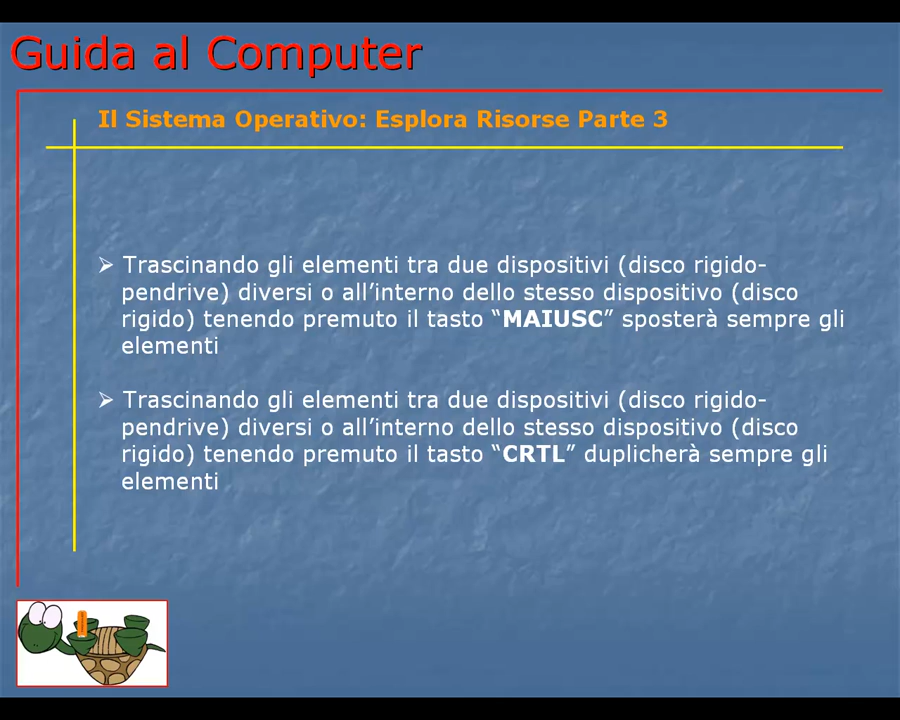 Guida al Computer
Il Sistema Operativo: Esplora Risorse Parte 3
➢ Trascinando gli elementi tra due dispositivi (disco rigido-
pendrive) diversi o all’interno dello stesso dispositivo (disco
rigido) tenendo premuto il tasto “MAIUSC” sposterà sempre gli
elementi
➢ Trascinando gli elementi tra due dispositivi (disco rigido-
pendrive) diversi o all’interno dello stesso dispositivo (disco
rigido) tenendo premuto il tasto “CRTL” duplicherà sempre gli
elementi